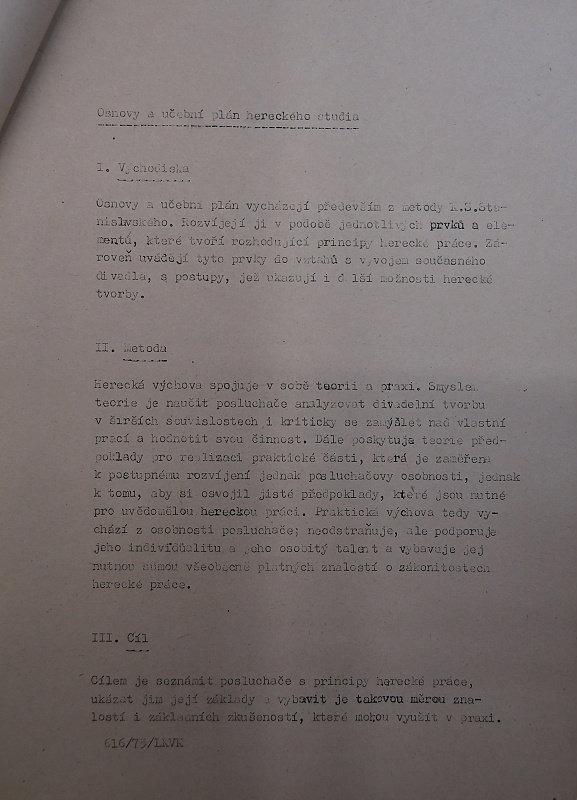 Osnovy a učební plán hereckého studia
I. Východiska
Osnovy a učební plán vycházejí především z metody K.S.Sta-
nislvského. Rozvíjejí ji v podobě jednotlivých prvků a ele-
mentů, které tvoří rozhodující principy herecké práce. Zá-
roveň uvádějí tyto prvky do vztahů s vývojem současného
divadla, s postupy, jež ukazují i další možnosti herecké
tvorby.
II. Metoda
Herecká výchova spojuje v sobě teorii a praxi. Smyslem
teorie je naučit posluchače analyzovat divadelní tvorbu
v širších souvislostech i kriticky se zamýšlet nad vlastní
prací a hodnotit svou činnost. Dále poskytuje teorie před-
poklady pro realizaci praktické části, která je zaměřena
k postupnému rozvíjení jednak posluchačovy osobnosti, jednak
k tomu, aby si osvojil jisté předpoklady, které jsou nutné
pro uvědomělou hereckou práci. Praktická výchova tedy vy-
chází z osobnosti posluchače; neodstraňuje, ale podporuje
jeho individualitu a jeho osobitý talent a vybavuje jej
nutnou sumou všeobecně platných znalostí o zákonitostech
herecké práce.
III. Cíl
Cílem je seznámit posluchače s principy herecké práce,
ukázat jim její základy a vybavit je takovou měrou zna-
lostí i základních zkušeností, které mohou využít v praxi.
616/75/LKVK